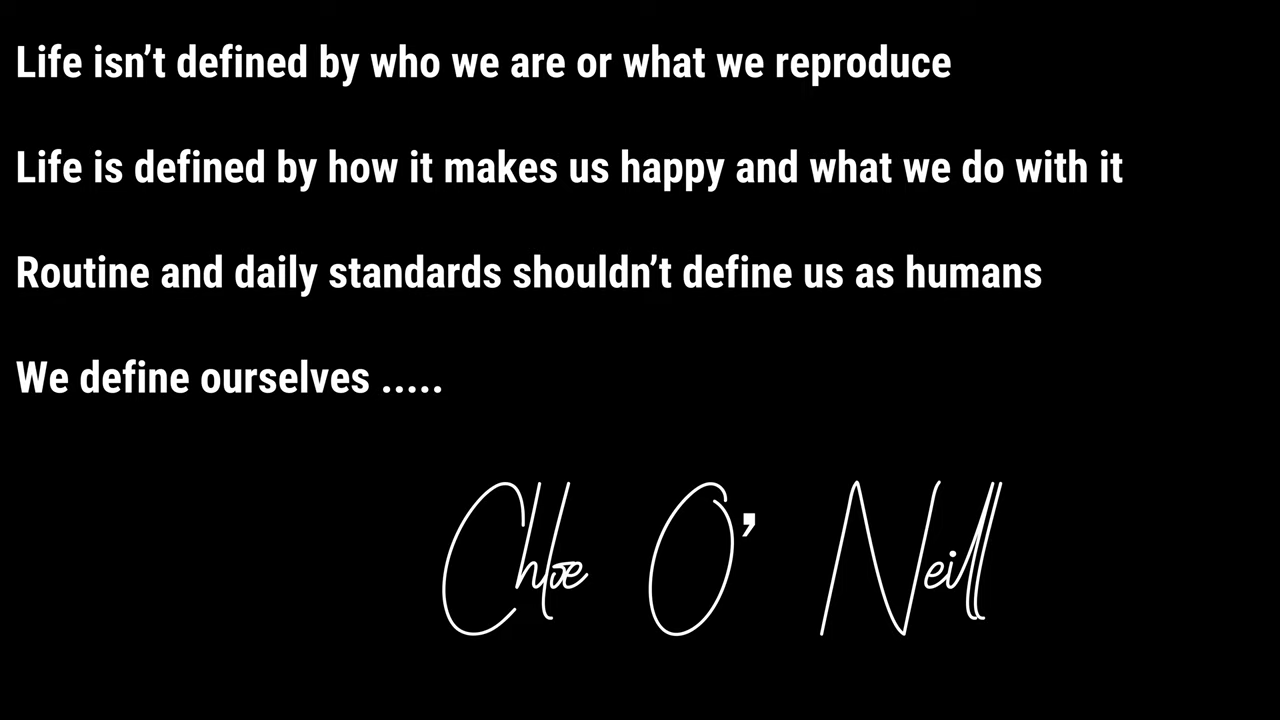 Life isn’t defined by who we are or what we reproduce
Life is defined by how it makes us happy and what we do with it
Routine and daily standards shouldn’t define us as humans
We define ourselves .....
Chloe O’ Neill